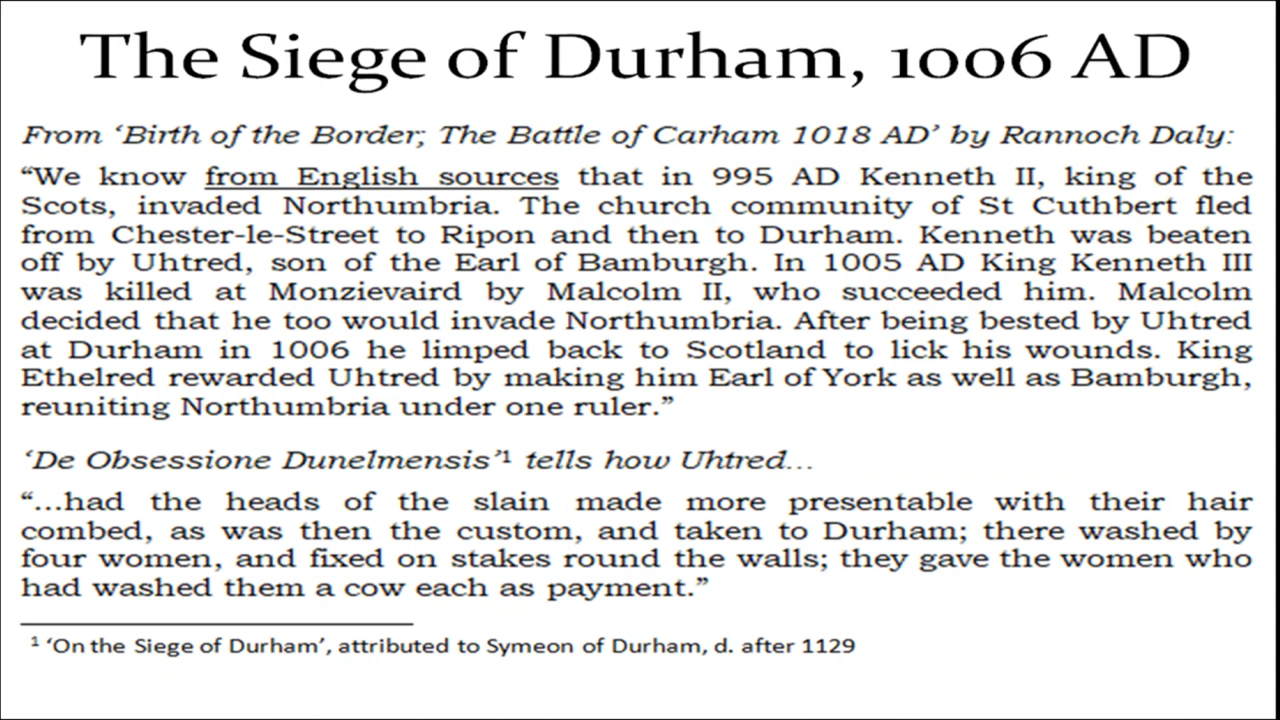 The Siege of Durham, 1006 AD
From ‘Birth of the Border; The Battle of Carham 1018 AD’ by Rannoch Daly:
“We know from English sources that in 995 AD Kenneth II, king of the
Scots, invaded Northumbria. The church community of St Cuthbert fled
from Chester-le-Street to Ripon and then to Durham. Kenneth was beaten
off by Uhtred, son of the Earl of Bamburgh. In 1005 AD King Kenneth III
was killed at Monzievaird by Malcolm II, who succeeded him. Malcolm
decided that he too would invade Northumbria. After being bested by Uhtred
at Durham in 1006 he limped back to Scotland to lick his wounds. King
Ethelred rewarded Uhtred by making him Earl of York as well as Bamburgh,
reuniting Northumbria under one ruler.”
‘De Obsessione Dunelmensis’¹ tells how Uhtred...
“...had the heads of the slain made more presentable with their hair
combed, as was then the custom, and taken to Durham; there washed by
four women, and fixed on stakes round the walls; they gave the women who
had washed them a cow each as payment.”
¹ ‘On the Siege of Durham’, attributed to Symeon of Durham, d. after 1129